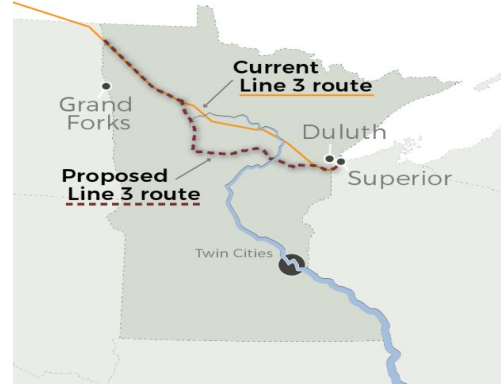 Current
Line 3 route
Grand
Forks
Duluth
Superior
Proposed
Line 3 route
Twin Cities